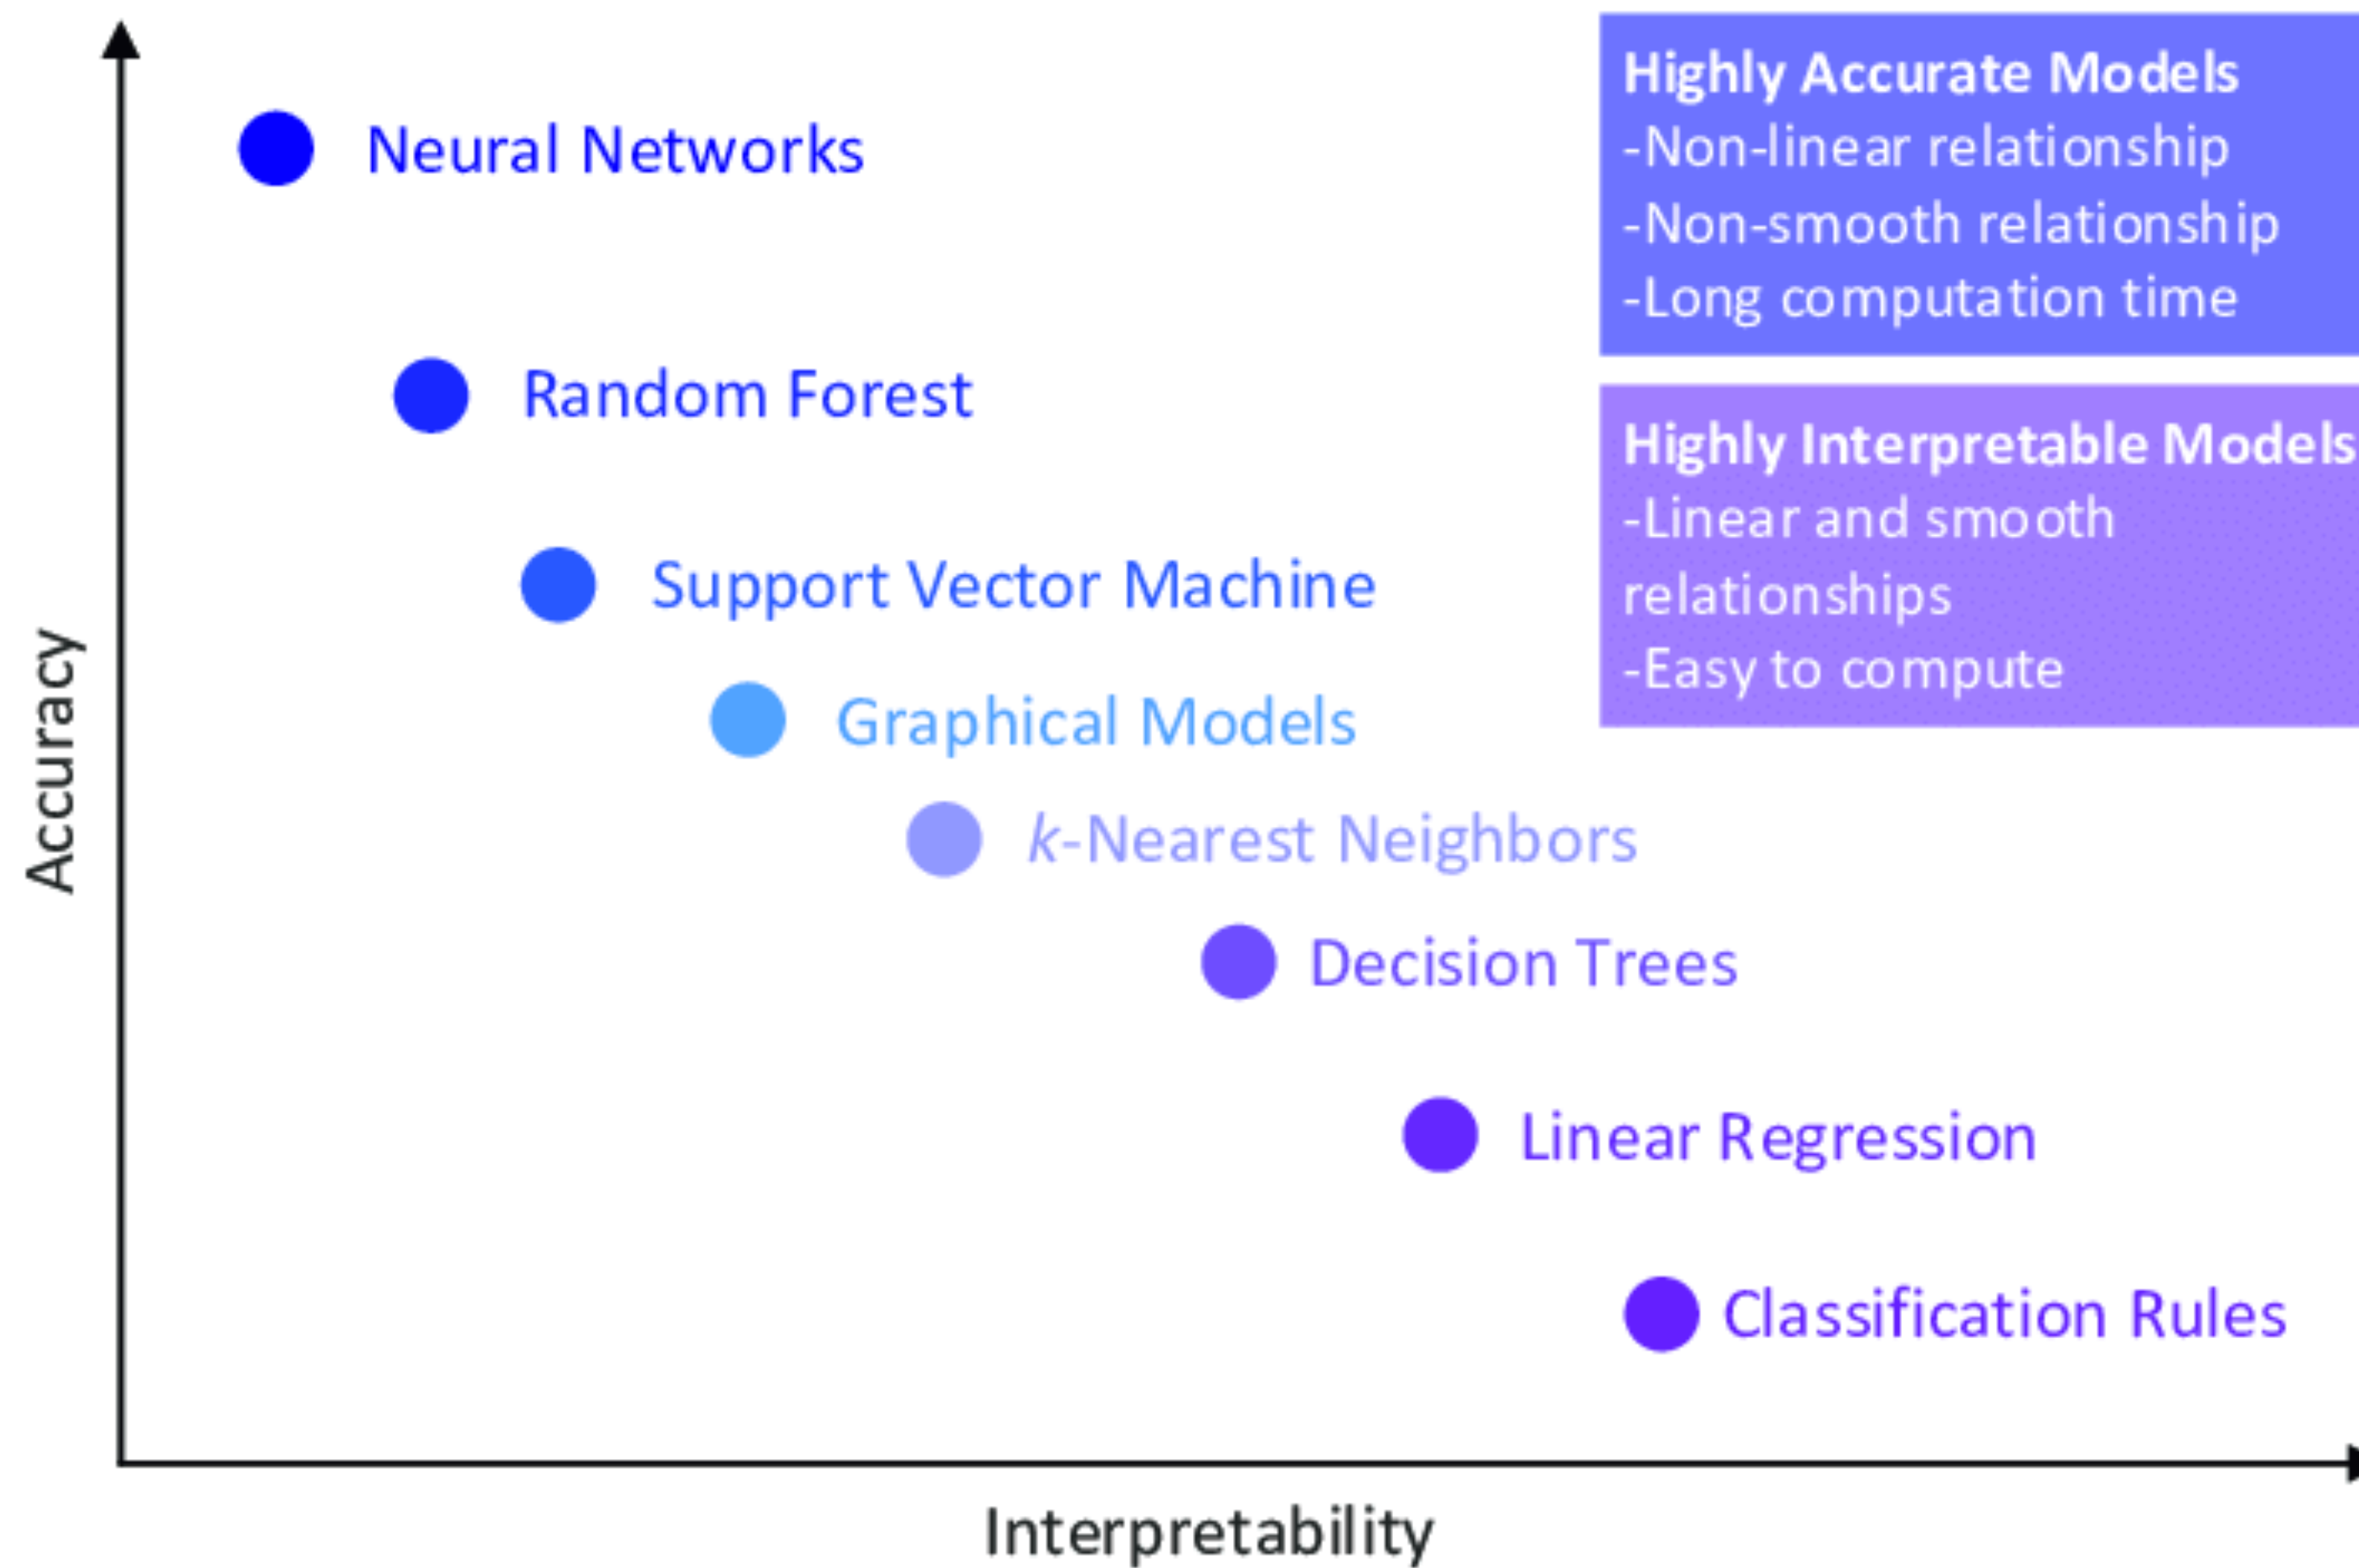 Accuracy
Neural Networks
Random Forest
Support Vector Machine
Graphical Models
k-Nearest Neighbors
Decision Trees
Linear Regression
Classification Rules
Highly Accurate Models
-Non-linear relationship
-Non-smooth relationship
-Long computation time
Highly Interpretable Models
-Linear and smooth
relationships
-Easy to compute
Interpretability